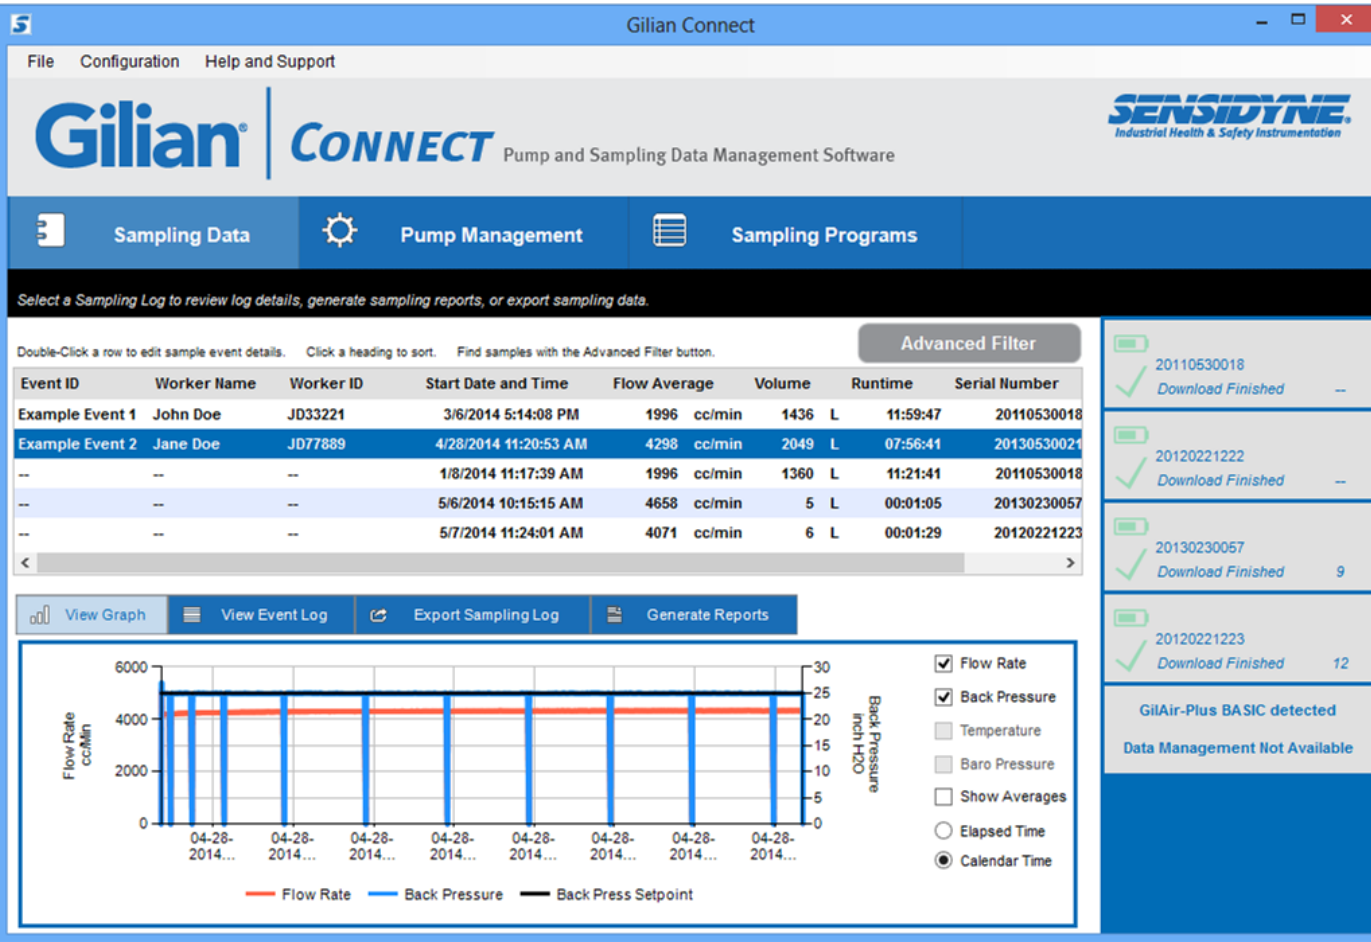 Gilian Connect
File Configuration Help and Support
Gilian® CONNECT Pump and Sampling Data Management Software
SENSIDYNE.
Industrial Health & Safety Instrumentation
Sampling Data Pump Management Sampling Programs
Select a Sampling Log to review log details, generate sampling reports, or export sampling data.
Double-Click a row to edit sample event details. Click a heading to sort. Find samples with the Advanced Filter button.
Advanced Filter
Event ID Worker Name Worker ID Start Date and Time Flow Average Volume Runtime Serial Number
Example Event 1 John Doe JD33221 3/6/2014 5:14:08 PM 1996 cc/min 1436 L 11:59:47 20110530018
Example Event 2 Jane Doe JD77889 4/28/2014 11:20:53 AM 4298 cc/min 2049 L 07:56:41 20130530021
-- -- -- 1/8/2014 11:17:39 AM 1996 cc/min 1360 L 11:21:41 20110530018
-- -- -- 5/6/2014 10:15:15 AM 4658 cc/min 5 L 00:01:05 20130230057
-- -- -- 5/7/2014 11:24:01 AM 4071 cc/min 6 L 00:01:29 20120221223
View Graph View Event Log Export Sampling Log Generate Reports
6000
4000
2000
0
Flow Rate
cc/Min
30
25
20
15
10
5
0
Back Pressure
inch H2O
04-28- 04-28- 04-28- 04-28- 04-28- 04-28- 04-28- 04-28-
2014... 2014... 2014... 2014... 2014... 2014... 2014... 2014...
Flow Rate Back Pressure Back Press Setpoint
Flow Rate
Back Pressure
Temperature
Baro Pressure
Show Averages
Elapsed Time
Calendar Time
20110530018
Download Finished --
20120221222
Download Finished --
20130230057
Download Finished 9
20120221223
Download Finished 12
GilAir-Plus BASIC detected
Data Management Not Available